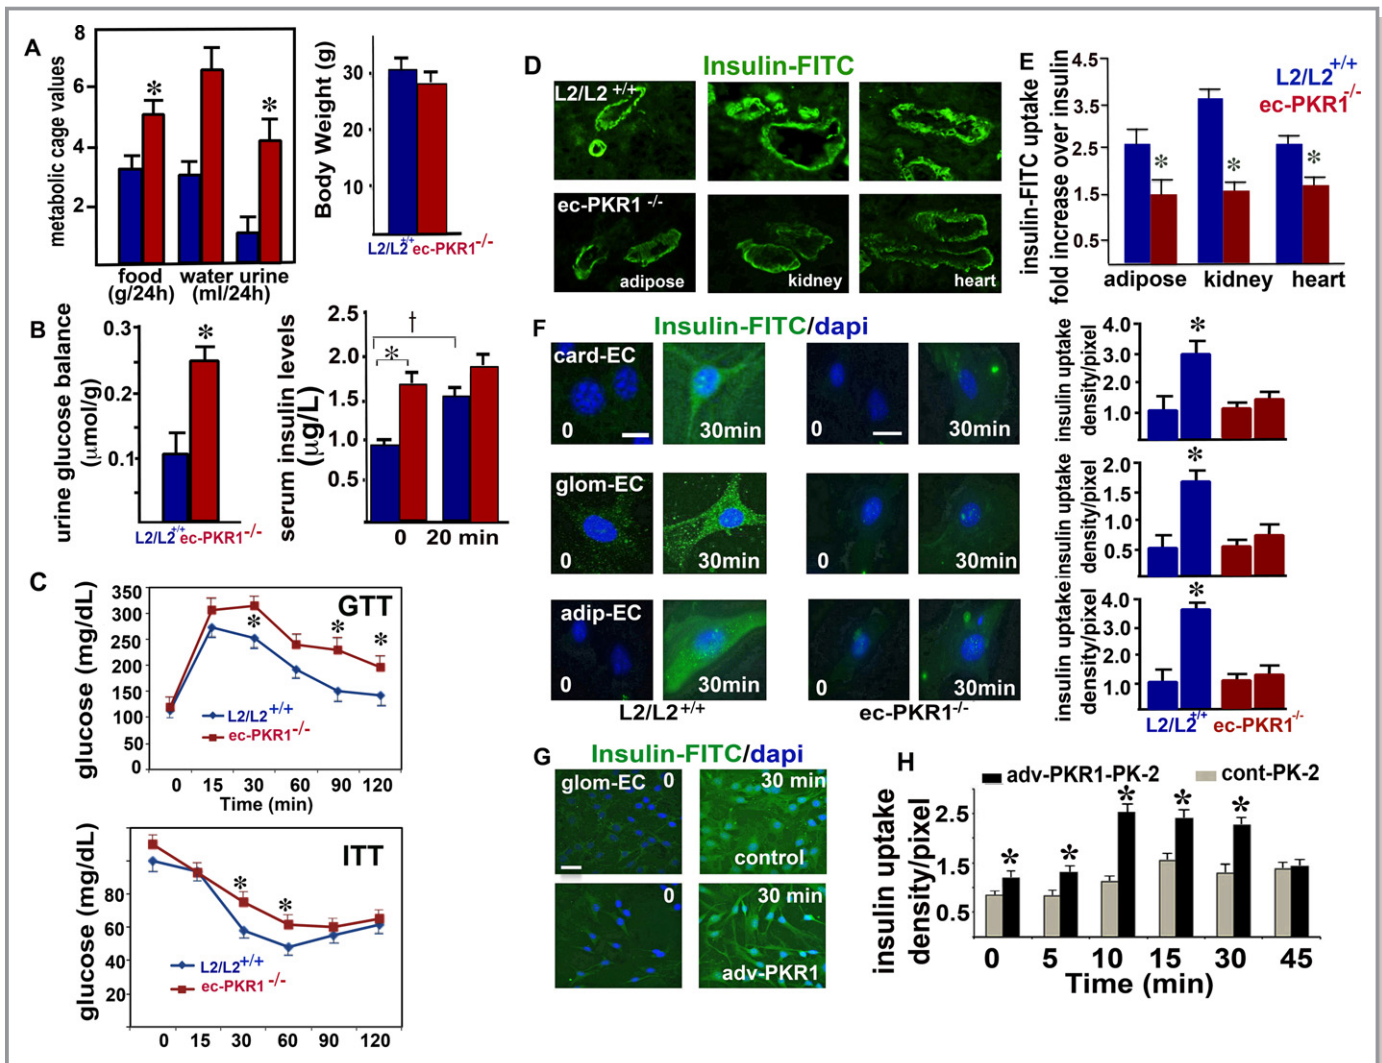 A
metabolic cage values
8
6
4
2
*
*
food
(g/24h)
water urine
(ml/24h)
Body Weight (g)
30
20
10
L2/L2+/+ ec-PKR1-/-
B
urine glucose balance
(μmol/g)
0.3
0.2
0.1
*
L2/L2+/+ ec-PKR1-/-
serum insulin levels
(μg/L)
2.5
2.0
1.5
1.0
0.5
†
*
0 20 min
C
glucose (mg/dL)
350
300
250
200
150
100
50
0
GTT
* * *
L2/L2+/+
ec-PKR1-/-
0 15 30 60 90 120
Time (min)
glucose (mg/dL)
80
60
40
20
ITT
* *
L2/L2+/+
ec-PKR1-/-
0 15 30 60 90 120
D
Insulin-FITC
L2/L2 +/+
ec-PKR1 -/-
adipose
kidney
heart
E
insulin-FITC uptake
fold increase over insulin
4.5
3.5
2.5
1.5
0.5
L2/L2+/+
ec-PKR1-/-
* * *
adipose kidney heart
F
Insulin-FITC/dapi
card-EC
0
30min
0
30min
glom-EC
0
30min
0
30min
adip-EC
0
30min
0
30min
L2/L2+/+
ec-PKR1-/-
insulin uptake
density/pixel
4.0
3.0
2.0
1.0
*
insulin uptake
density/pixel
2.0
1.5
1.0
0.5
*
insulin uptake
density/pixel
4.0
3.0
2.0
1.0
*
L2/L2+/+ ec-PKR1-/-
G
Insulin-FITC/dapi
glom-EC
0
30 min
control
0
30 min
adv-PKR1
H
adv-PKR1-PK-2
cont-PK-2
insulin uptake
density/pixel
2.5
1.5
0.5
* * * * *
0 5 10 15 30 45
Time (min)